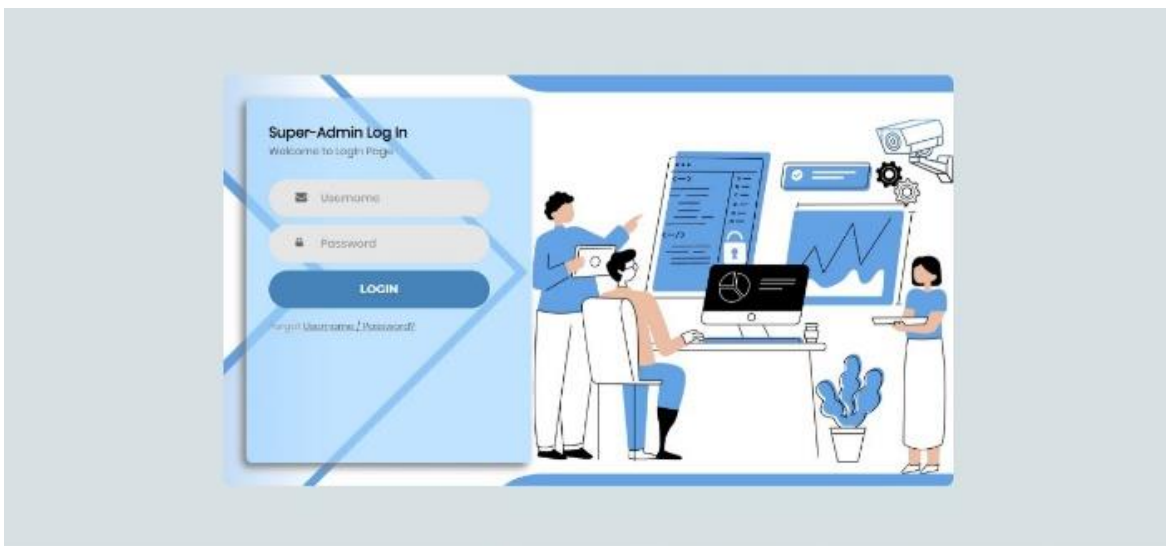 Super-Admin Log In
Welcome to Login Page
Username
Password
LOGIN
Forgot Username / Password?